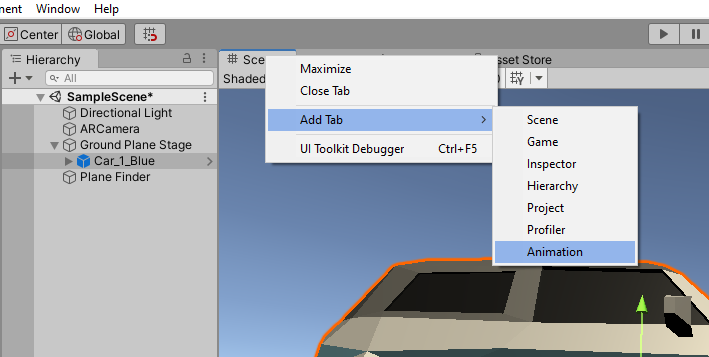 nent Window Help
Center Global
Hierarchy
All
SampleScene*
Directional Light
ARCamera
Ground Plane Stage
Car_1_Blue
Plane Finder
Sce
sset Store
Shaded
Maximize
Close Tab
Add Tab
UI Toolkit Debugger Ctrl+F5
Scene
Game
Inspector
Hierarchy
Project
Profiler
Animation